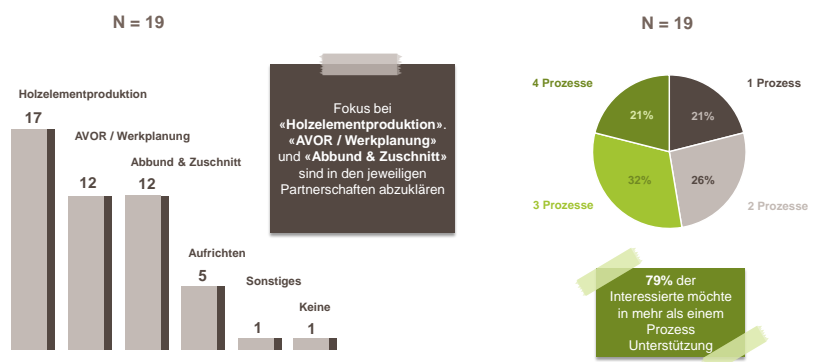 N = 19
Holzelementproduktion
17
AVOR / Werkplanung
12
Abbund & Zuschnitt
12
Aufrichten
5
Sonstiges
1
Keine
1
Fokus bei
«Holzelementproduktion».
«AVOR / Werkplanung»
und «Abbund & Zuschnitt»
sind in den jeweiligen
Partnerschaften abzuklären
N = 19
4 Prozesse
1 Prozess
21%
21%
32%
26%
3 Prozesse
2 Prozesse
79% der
Interessierte möchte
in mehr als einem
Prozess
Unterstützung